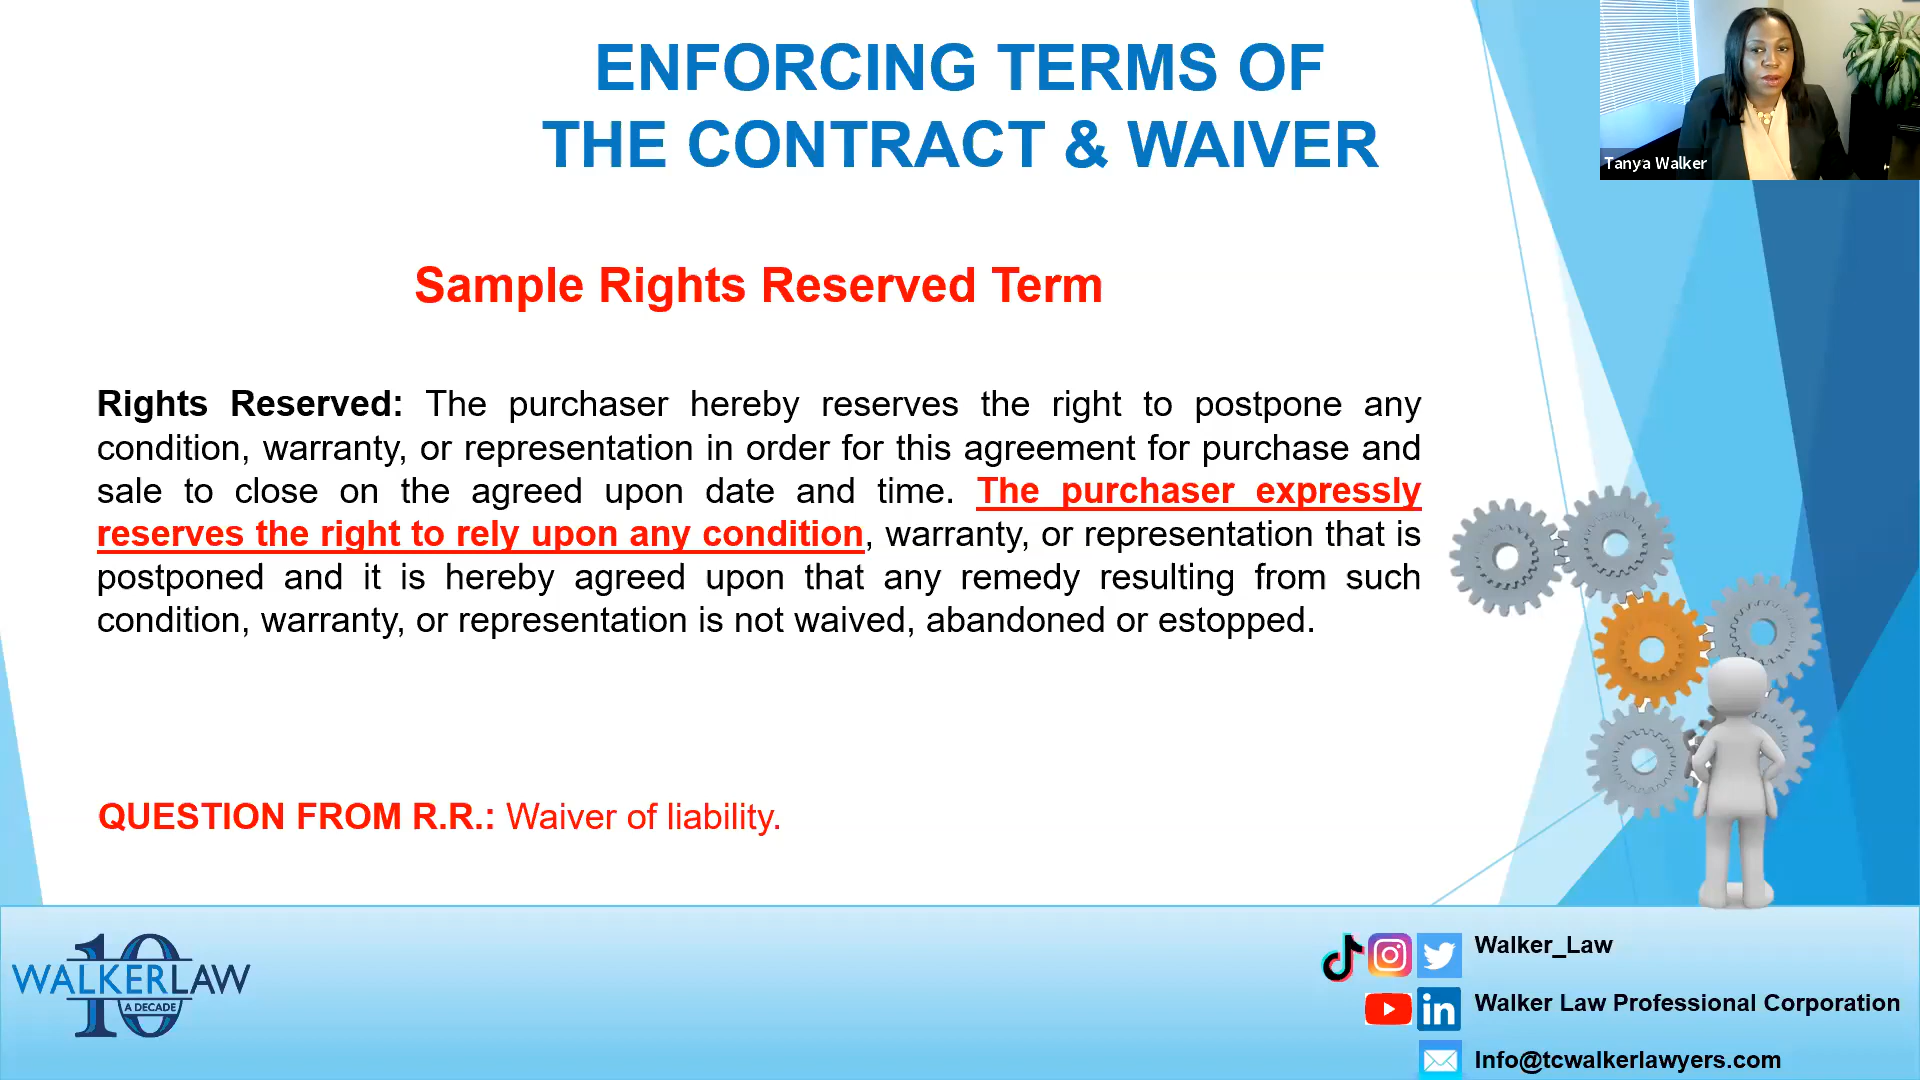 ENFORCING TERMS OF
THE CONTRACT & WAIVER
Tanya Walker
Sample Rights Reserved Term
Rights Reserved: The purchaser hereby reserves the right to postpone any
condition, warranty, or representation in order for this agreement for purchase and
sale to close on the agreed upon date and time. The purchaser expressly
reserves the right to rely upon any condition, warranty, or representation that is
postponed and it is hereby agreed upon that any remedy resulting from such
condition, warranty, or representation is not waived, abandoned or estopped.
QUESTION FROM R.R.: Waiver of liability.
10
WALKERLAW
A DECADE
Walker_Law
in
Walker Law Professional Corporation
Info@tcwalkerlawyers.com